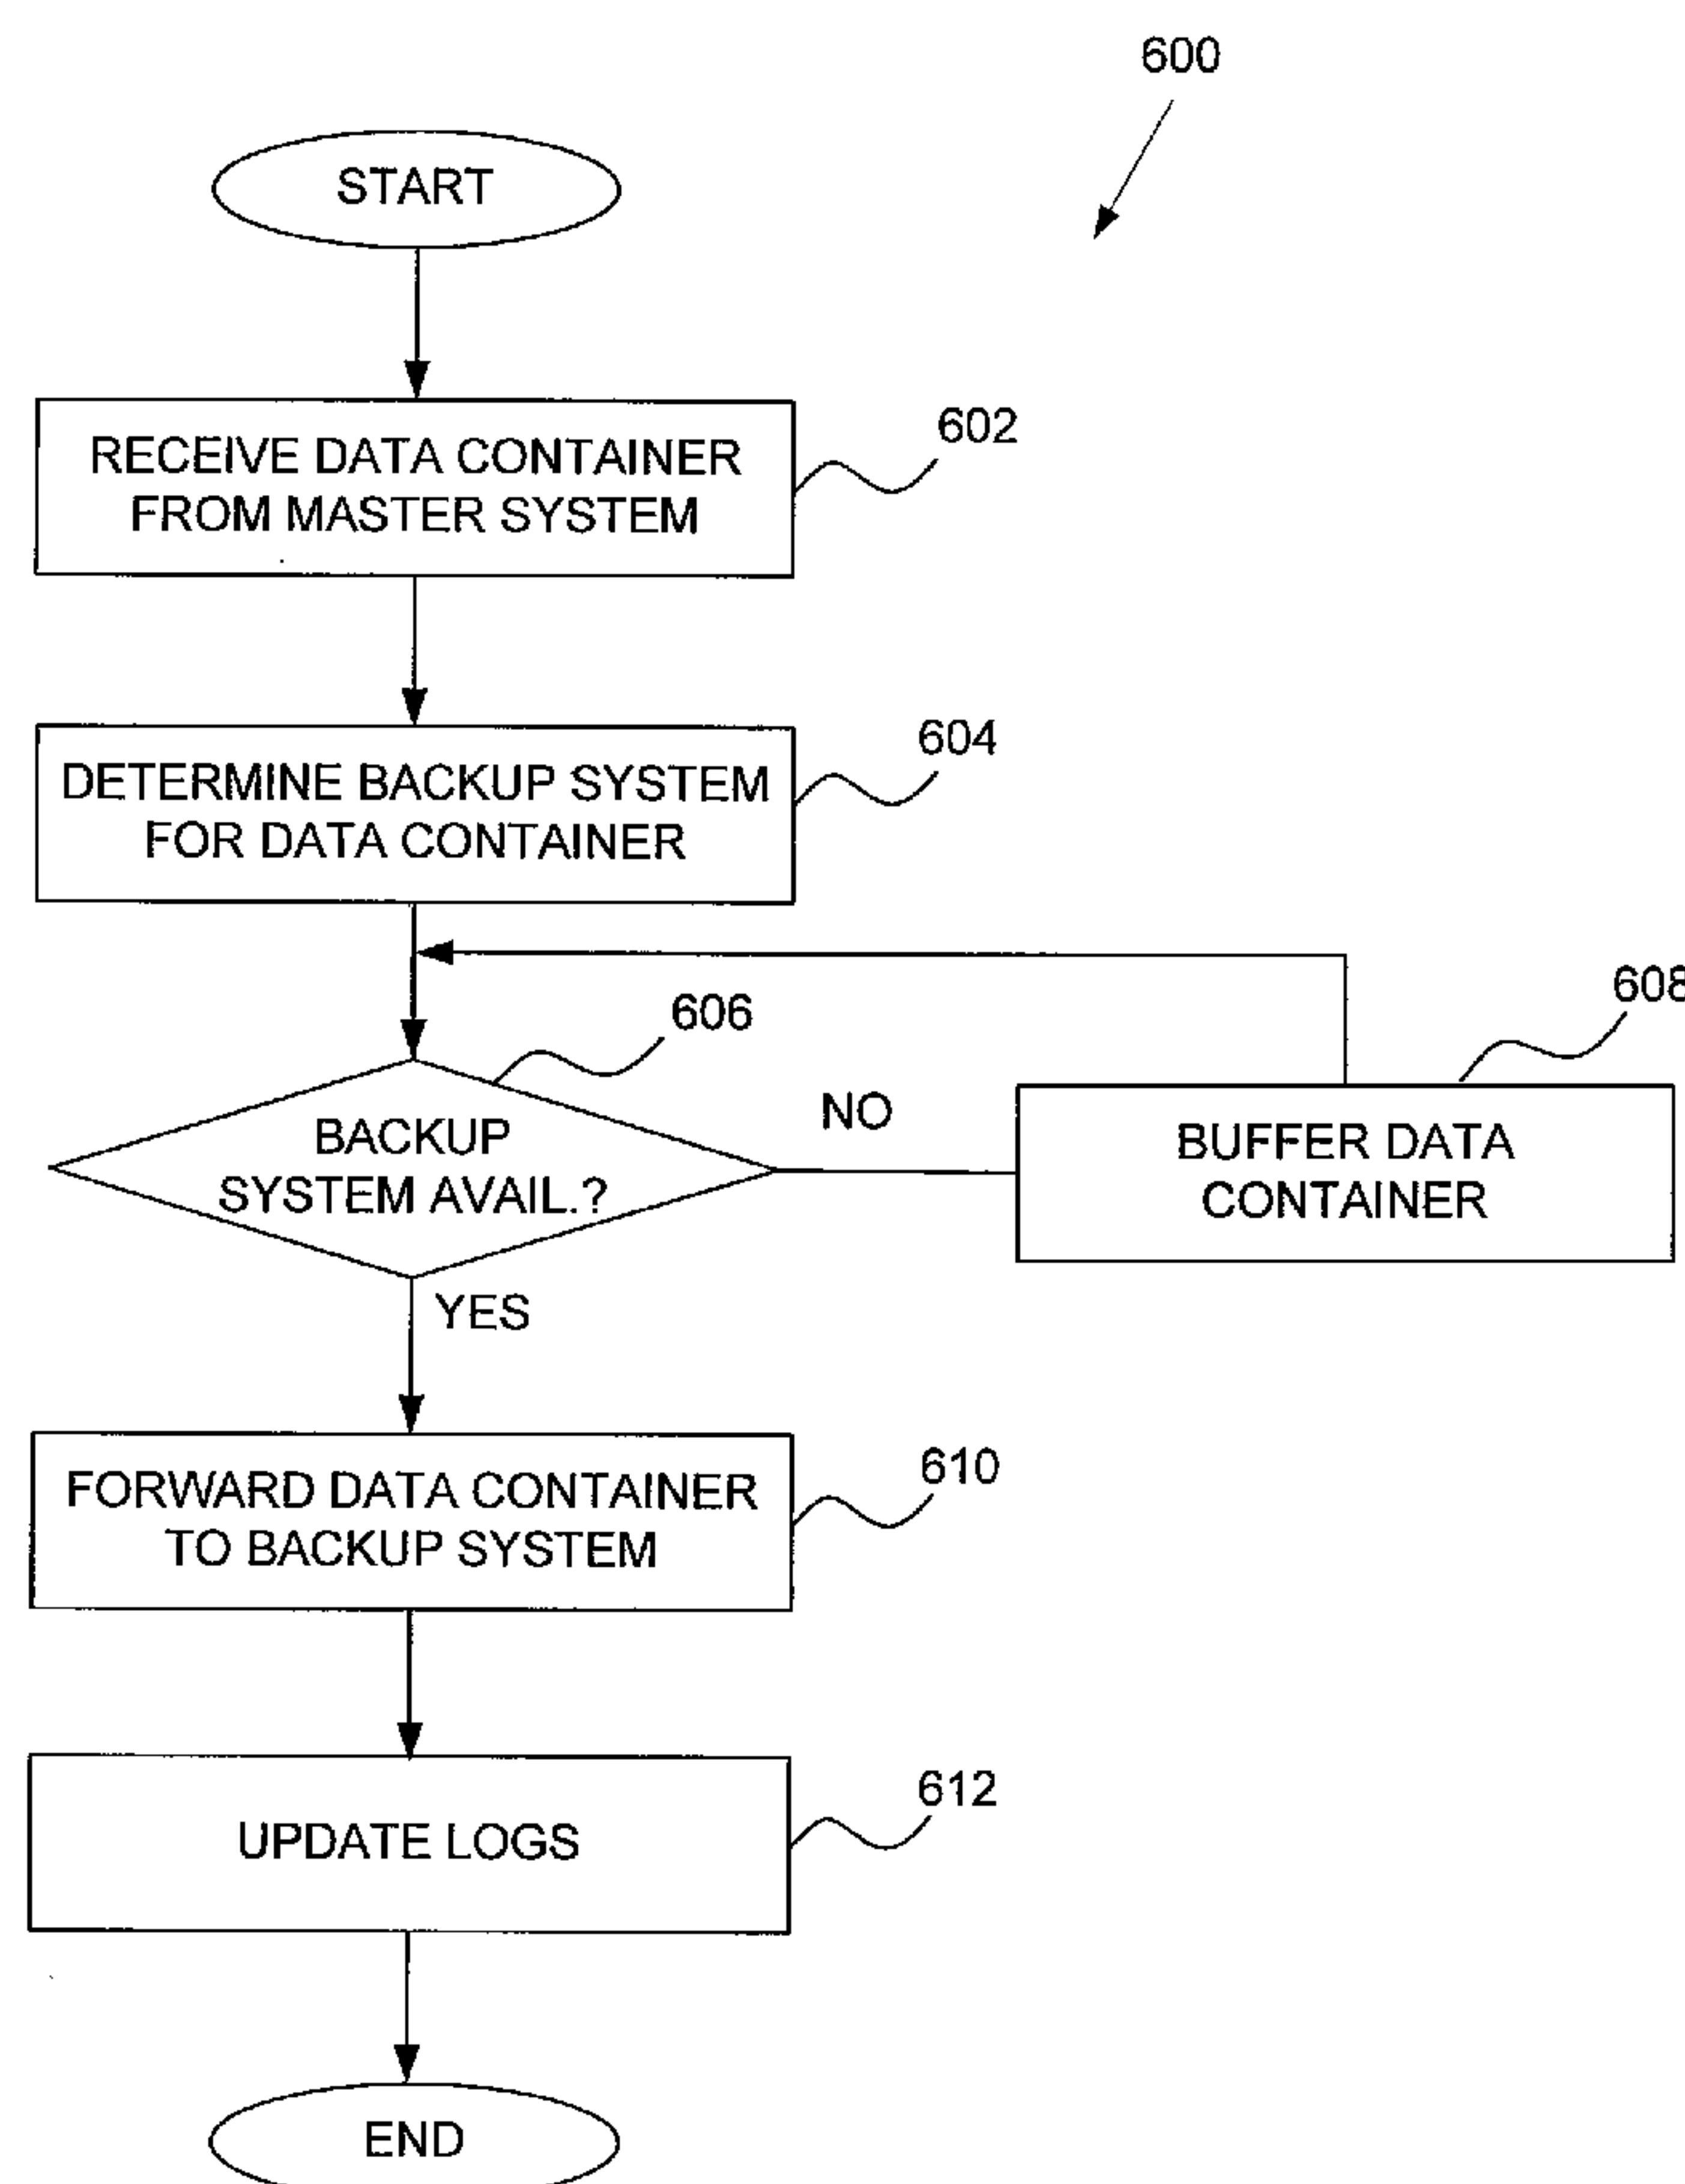 600
START
RECEIVE DATA CONTAINER
FROM MASTER SYSTEM
602
DETERMINE BACKUP SYSTEM
FOR DATA CONTAINER
604
606
BACKUP
SYSTEM AVAIL.?
NO
608
BUFFER DATA
CONTAINER
YES
FORWARD DATA CONTAINER
TO BACKUP SYSTEM
610
UPDATE LOGS
612
END